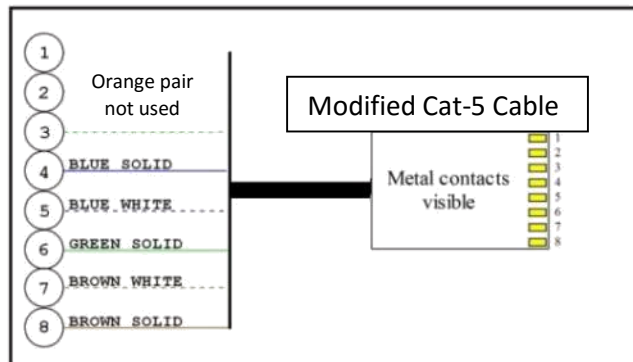 Modified Cat-5 Cable
1
2
3
4
5
6
7
8
Orange pair
not used
BLUE SOLID
BLUE WHITE
GREEN SOLID
BROWN WHITE
BROWN SOLID
Metal contacts
visible
1
2
3
4
5
6
7
8